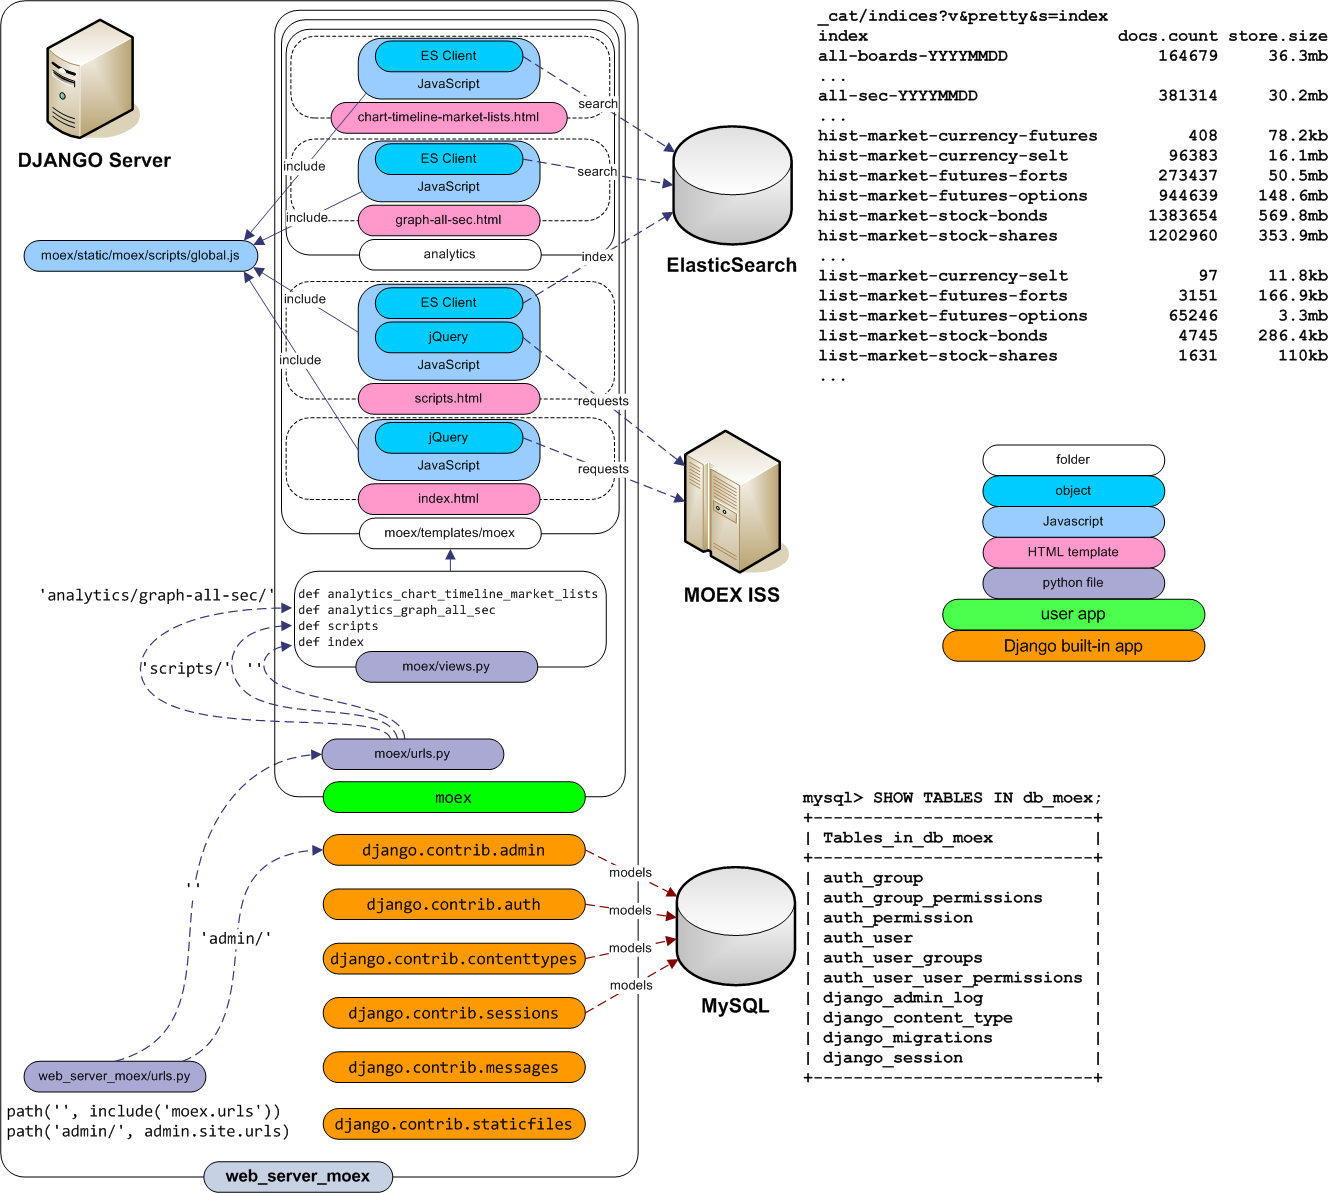 DJANGO Server
ES Client
JavaScript
chart-timeline-market-lists.html
search
include
ES Client
JavaScript
search
include
graph-all-sec.html
moex/static/moex/scripts/global.js
analytics
index
ElasticSearch
include
ES Client
jQuery
JavaScript
include
scripts.html
requests
jQuery
JavaScript
requests
index.html
moex/templates/moex
MOEX ISS
'analytics/graph-all-sec/'
def analytics_chart_timeline_market_lists
def analytics_graph_all_sec
def scripts
def index
'scripts/'
''
moex/views.py
moex/urls.py
moex
django.contrib.admin
models
''
django.contrib.auth
models
'admin/'
django.contrib.contenttypes
models
django.contrib.sessions
models
MySQL
django.contrib.messages
web_server_moex/urls.py
path('', include('moex.urls'))
path('admin/', admin.site.urls)
django.contrib.staticfiles
web_server_moex
_cat/indices?v&pretty&s=index
index docs.count store.size
all-boards-YYYYMMDD 164679 36.3mb
...
all-sec-YYYYMMDD 381314 30.2mb
...
hist-market-currency-futures 408 78.2kb
hist-market-currency-selt 96383 16.1mb
hist-market-futures-forts 273437 50.5mb
hist-market-futures-options 944639 148.6mb
hist-market-stock-bonds 1383654 569.8mb
hist-market-stock-shares 1202960 353.9mb
...
list-market-currency-selt 97 11.8kb
list-market-futures-forts 3151 166.9kb
list-market-futures-options 65246 3.3mb
list-market-stock-bonds 4745 286.4kb
list-market-stock-shares 1631 110kb
...
folder
object
Javascript
HTML template
python file
user app
Django built-in app
mysql> SHOW TABLES IN db_moex;
+----------------------------+
| Tables_in_db_moex |
+----------------------------+
| auth_group |
| auth_group_permissions |
| auth_permission |
| auth_user |
| auth_user_groups |
| auth_user_user_permissions |
| django_admin_log |
| django_content_type |
| django_migrations |
| django_session |
+----------------------------+